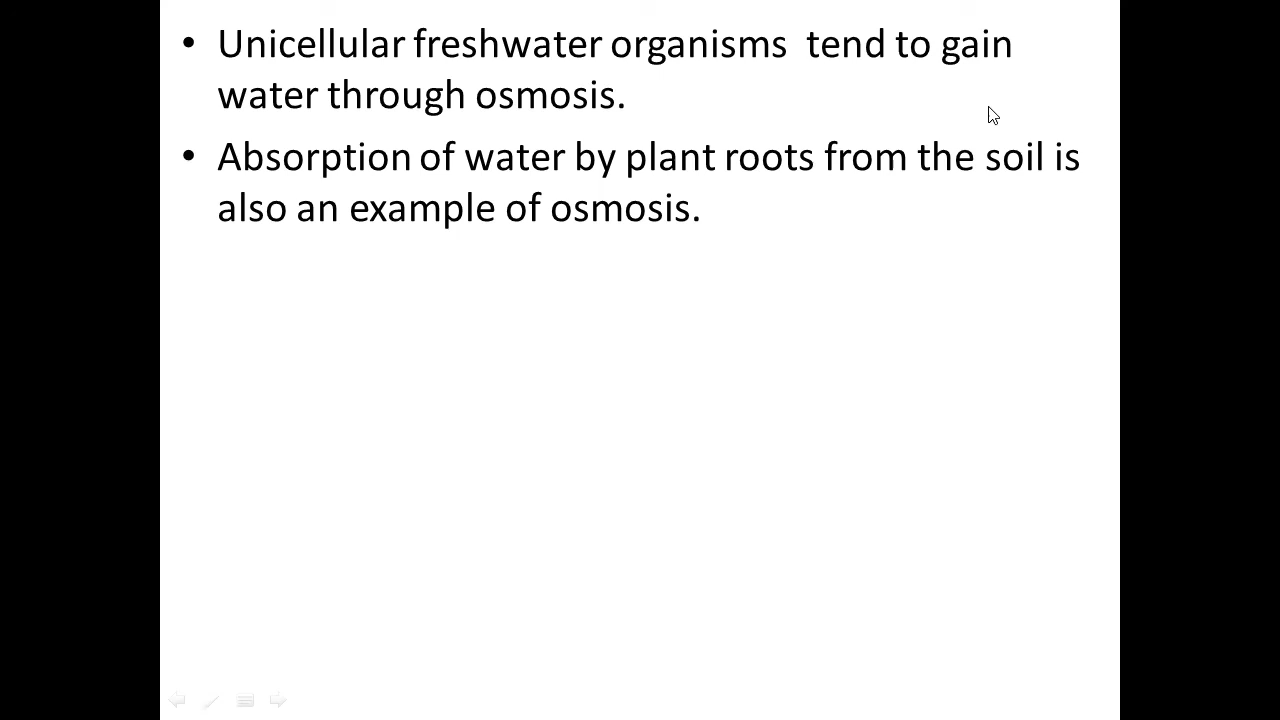 • Unicellular freshwater organisms  tend to gain
water through osmosis.
• Absorption of water by plant roots from the soil is
also an example of osmosis.